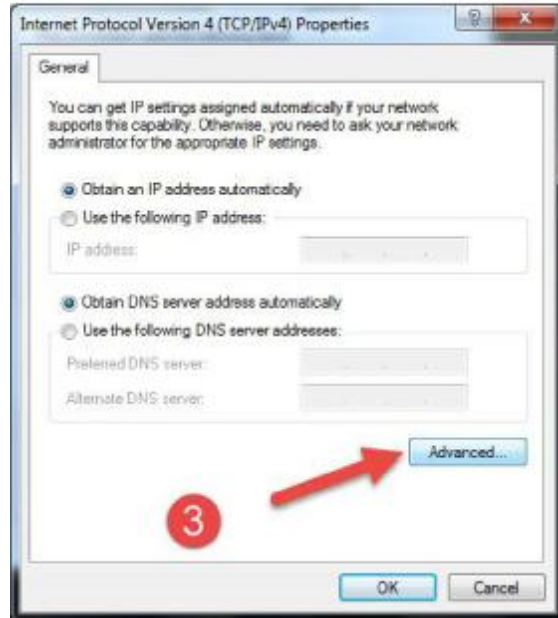 Internet Protocol Version 4 (TCP/IPv4) Properties
General
You can get IP settings assigned automatically if your network
supports this capability. Otherwise, you need to ask your network
administrator for the appropriate IP settings.
Obtain an IP address automatically
Use the following IP address:
IP address:
Obtain DNS server address automatically
Use the following DNS server addresses:
Preferred DNS server:
Alternate DNS server:
Advanced...
3
OK
Cancel